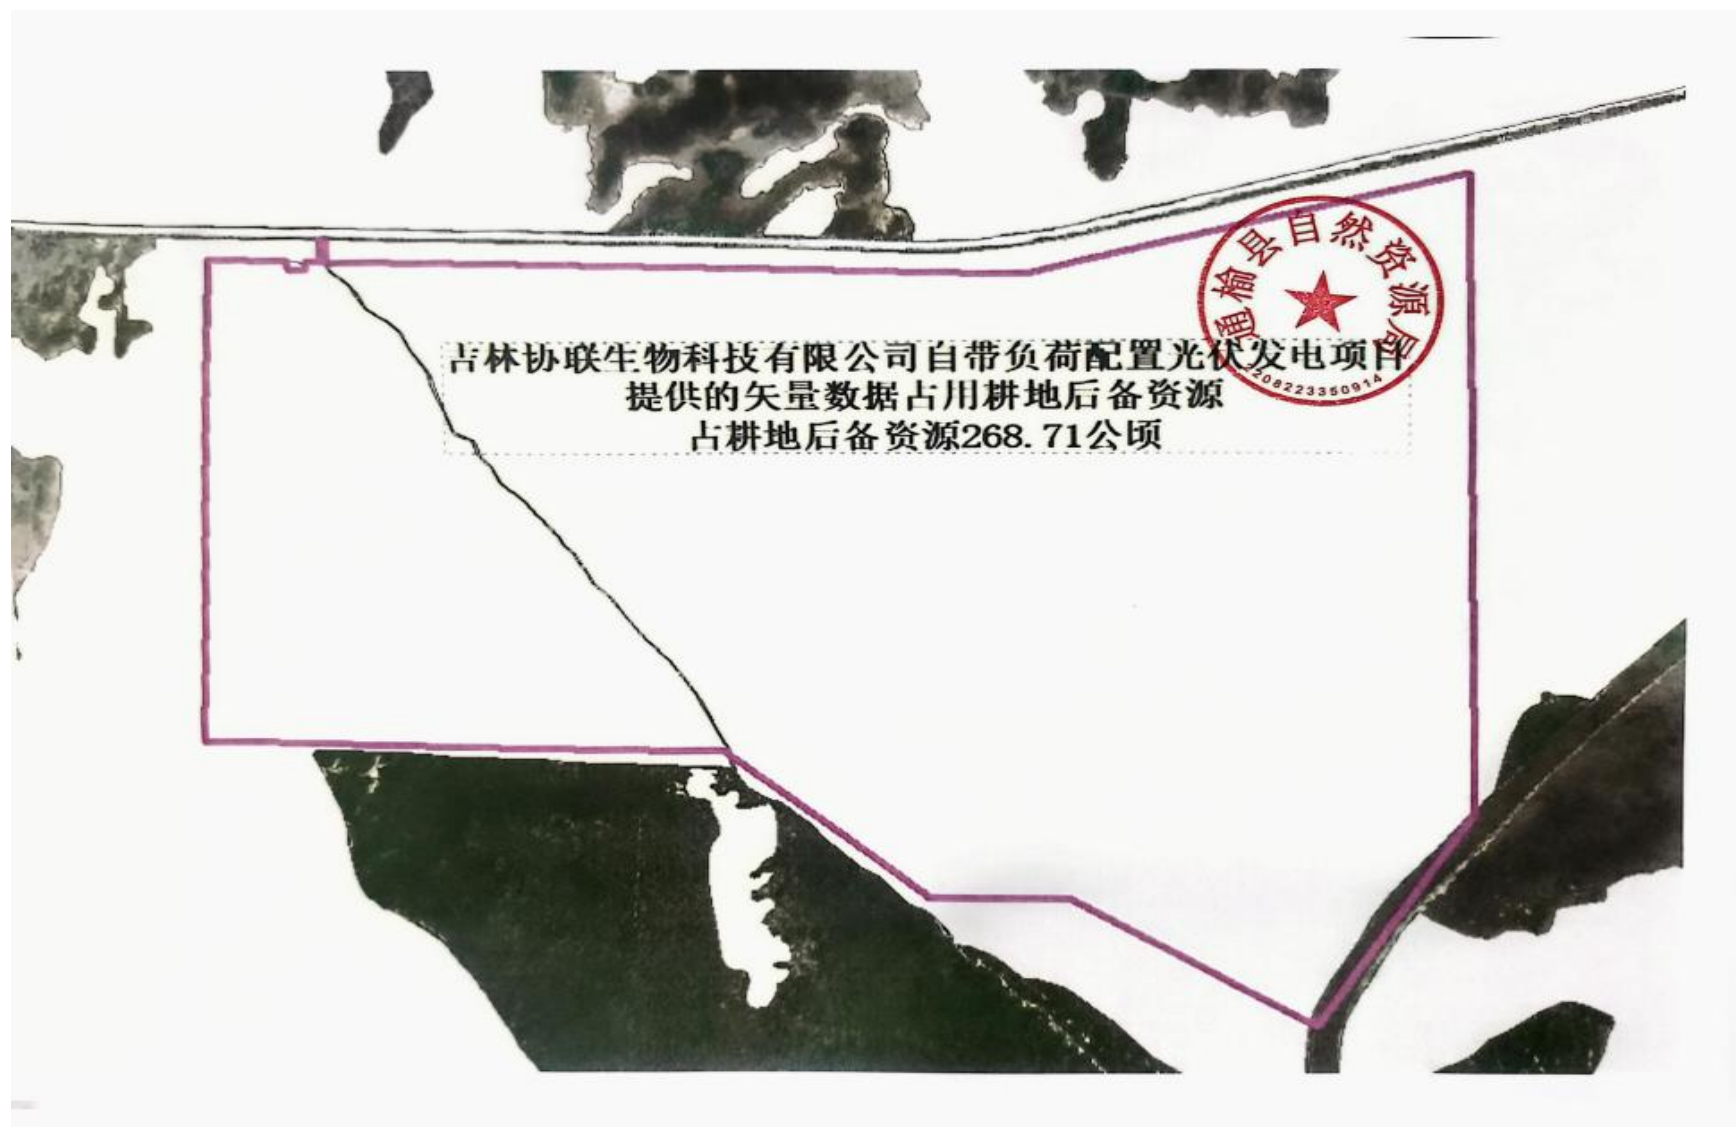 吉林协联生物科技有限公司自带负荷配置光伏发电项目
提供的矢量数据占用耕地后备资源
占耕地后备资源268.71公顷
通榆县自然资源局
2208223350914